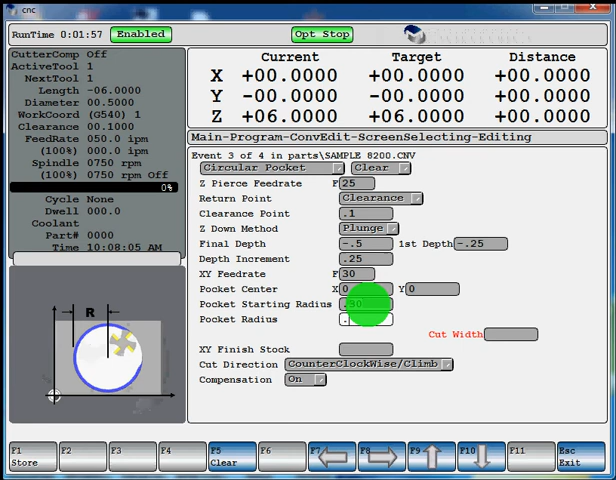 cnc
RunTime 0:01:57 Enabled Opt Stop
CutterComp Off
ActiveTool 1
NextTool 1
Length -06.0000
Diameter 00.5000
WorkCoord (G540) 1
Clearance 00.1000
FeedRate 050.0 ipm
(100%) 000.0 ipm
Spindle 0750 rpm
(100%) 0750 rpm Off
0%
Cycle None
Dwell 000.0
Coolant
Part# 0000
Time 10:08:05 AM
Current Target Distance
X +00.0000 +00.0000 +00.0000
Y -00.0000 -00.0000 +00.0000
Z +06.0000 +06.0000 +00.0000
Main-Program-ConvEdit-ScreenSelecting-Editing
Event 3 of 4 in parts\SAMPLE 8200.CNV
Circular Pocket Clear
Z Pierce Feedrate F 25
Return Point Clearance
Clearance Point .1
Z Down Method Plunge
Final Depth -.5 1st Depth -.25
Depth Increment .25
XY Feedrate F 30
Pocket Center X 0 Y 0
Pocket Starting Radius
Pocket Radius .
Cut Width
XY Finish Stock
Cut Direction CounterClockWise/Climb
Compensation On
R
F1 Store
F2
F3
F4
F5 Clear
F6
F7
F8
F9
F10
F11
Esc Exit